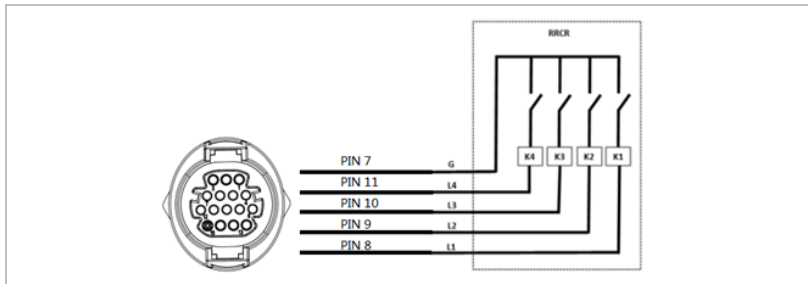 RRCR
K4 K3 K2 K1
PIN 7 G
PIN 11 L4
PIN 10 L3
PIN 9 L2
PIN 8 L1